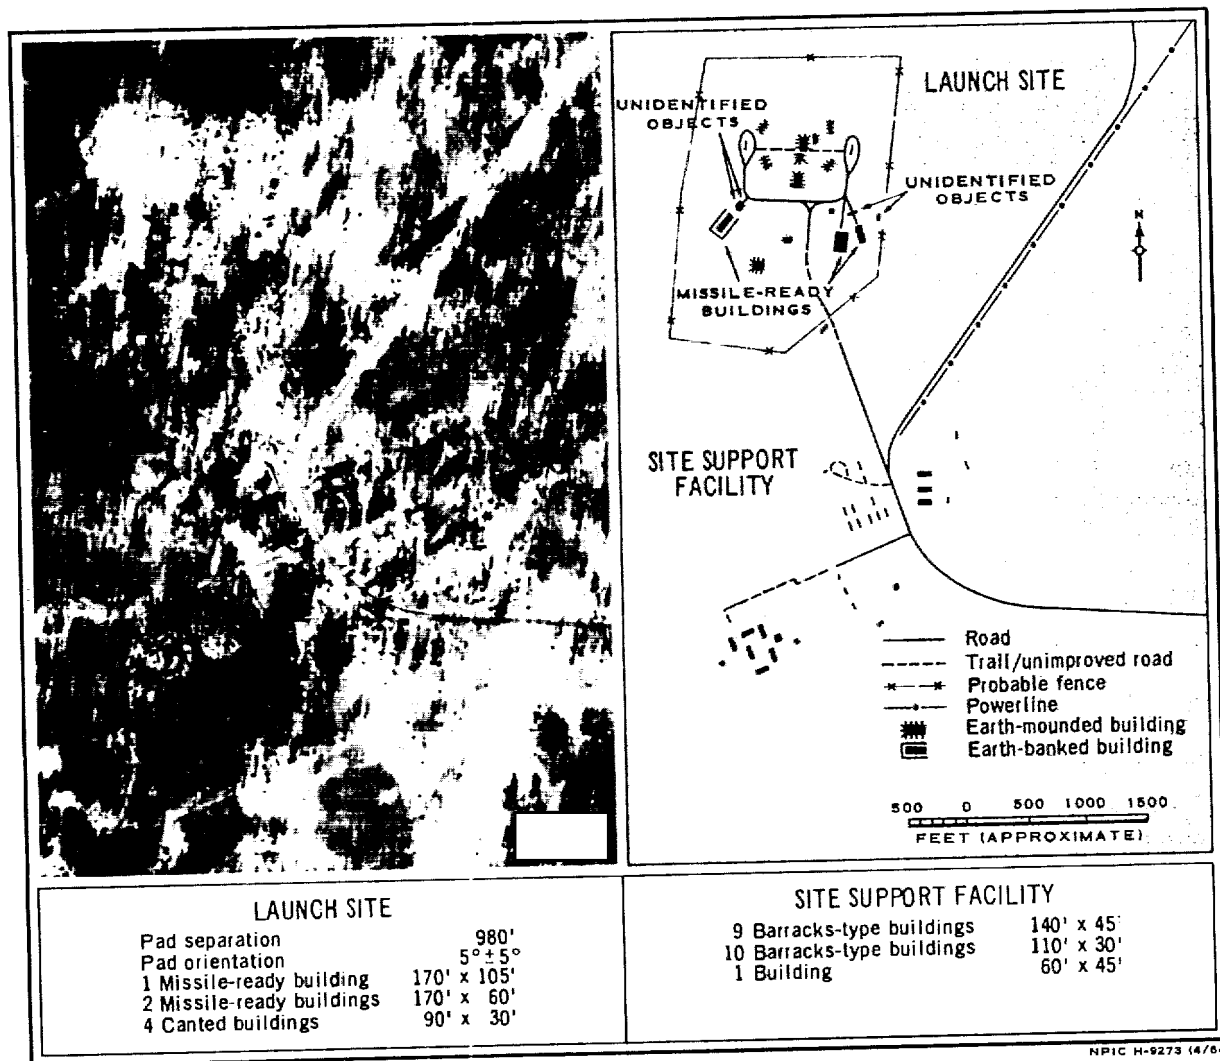 LAUNCH SITE
UNIDENTIFIED
OBJECTS
UNIDENTIFIED
OBJECTS
N
MISSILE-READY
BUILDINGS
SITE SUPPORT
FACILITY
Road
Trail/unimproved road
Probable fence
Powerline
Earth-mounded building
Earth-banked building
500 0 500 1000 1500
FEET (APPROXIMATE)
LAUNCH SITE
Pad separation 980'
Pad orientation 5° ± 5°
1 Missile-ready building 170' x 105'
2 Missile-ready buildings 170' x 60'
4 Canted buildings 90' x 30'
SITE SUPPORT FACILITY
9 Barracks-type buildings 140' x 45'
10 Barracks-type buildings 110' x 30'
1 Building 60' x 45'
NPIC H-9273